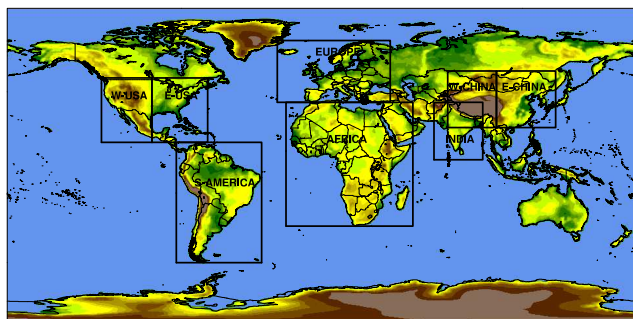 EUROPE
W-USA
E-US
W-CHINA
E-CHINA
AFRICA
INDIA
S-AMERICA